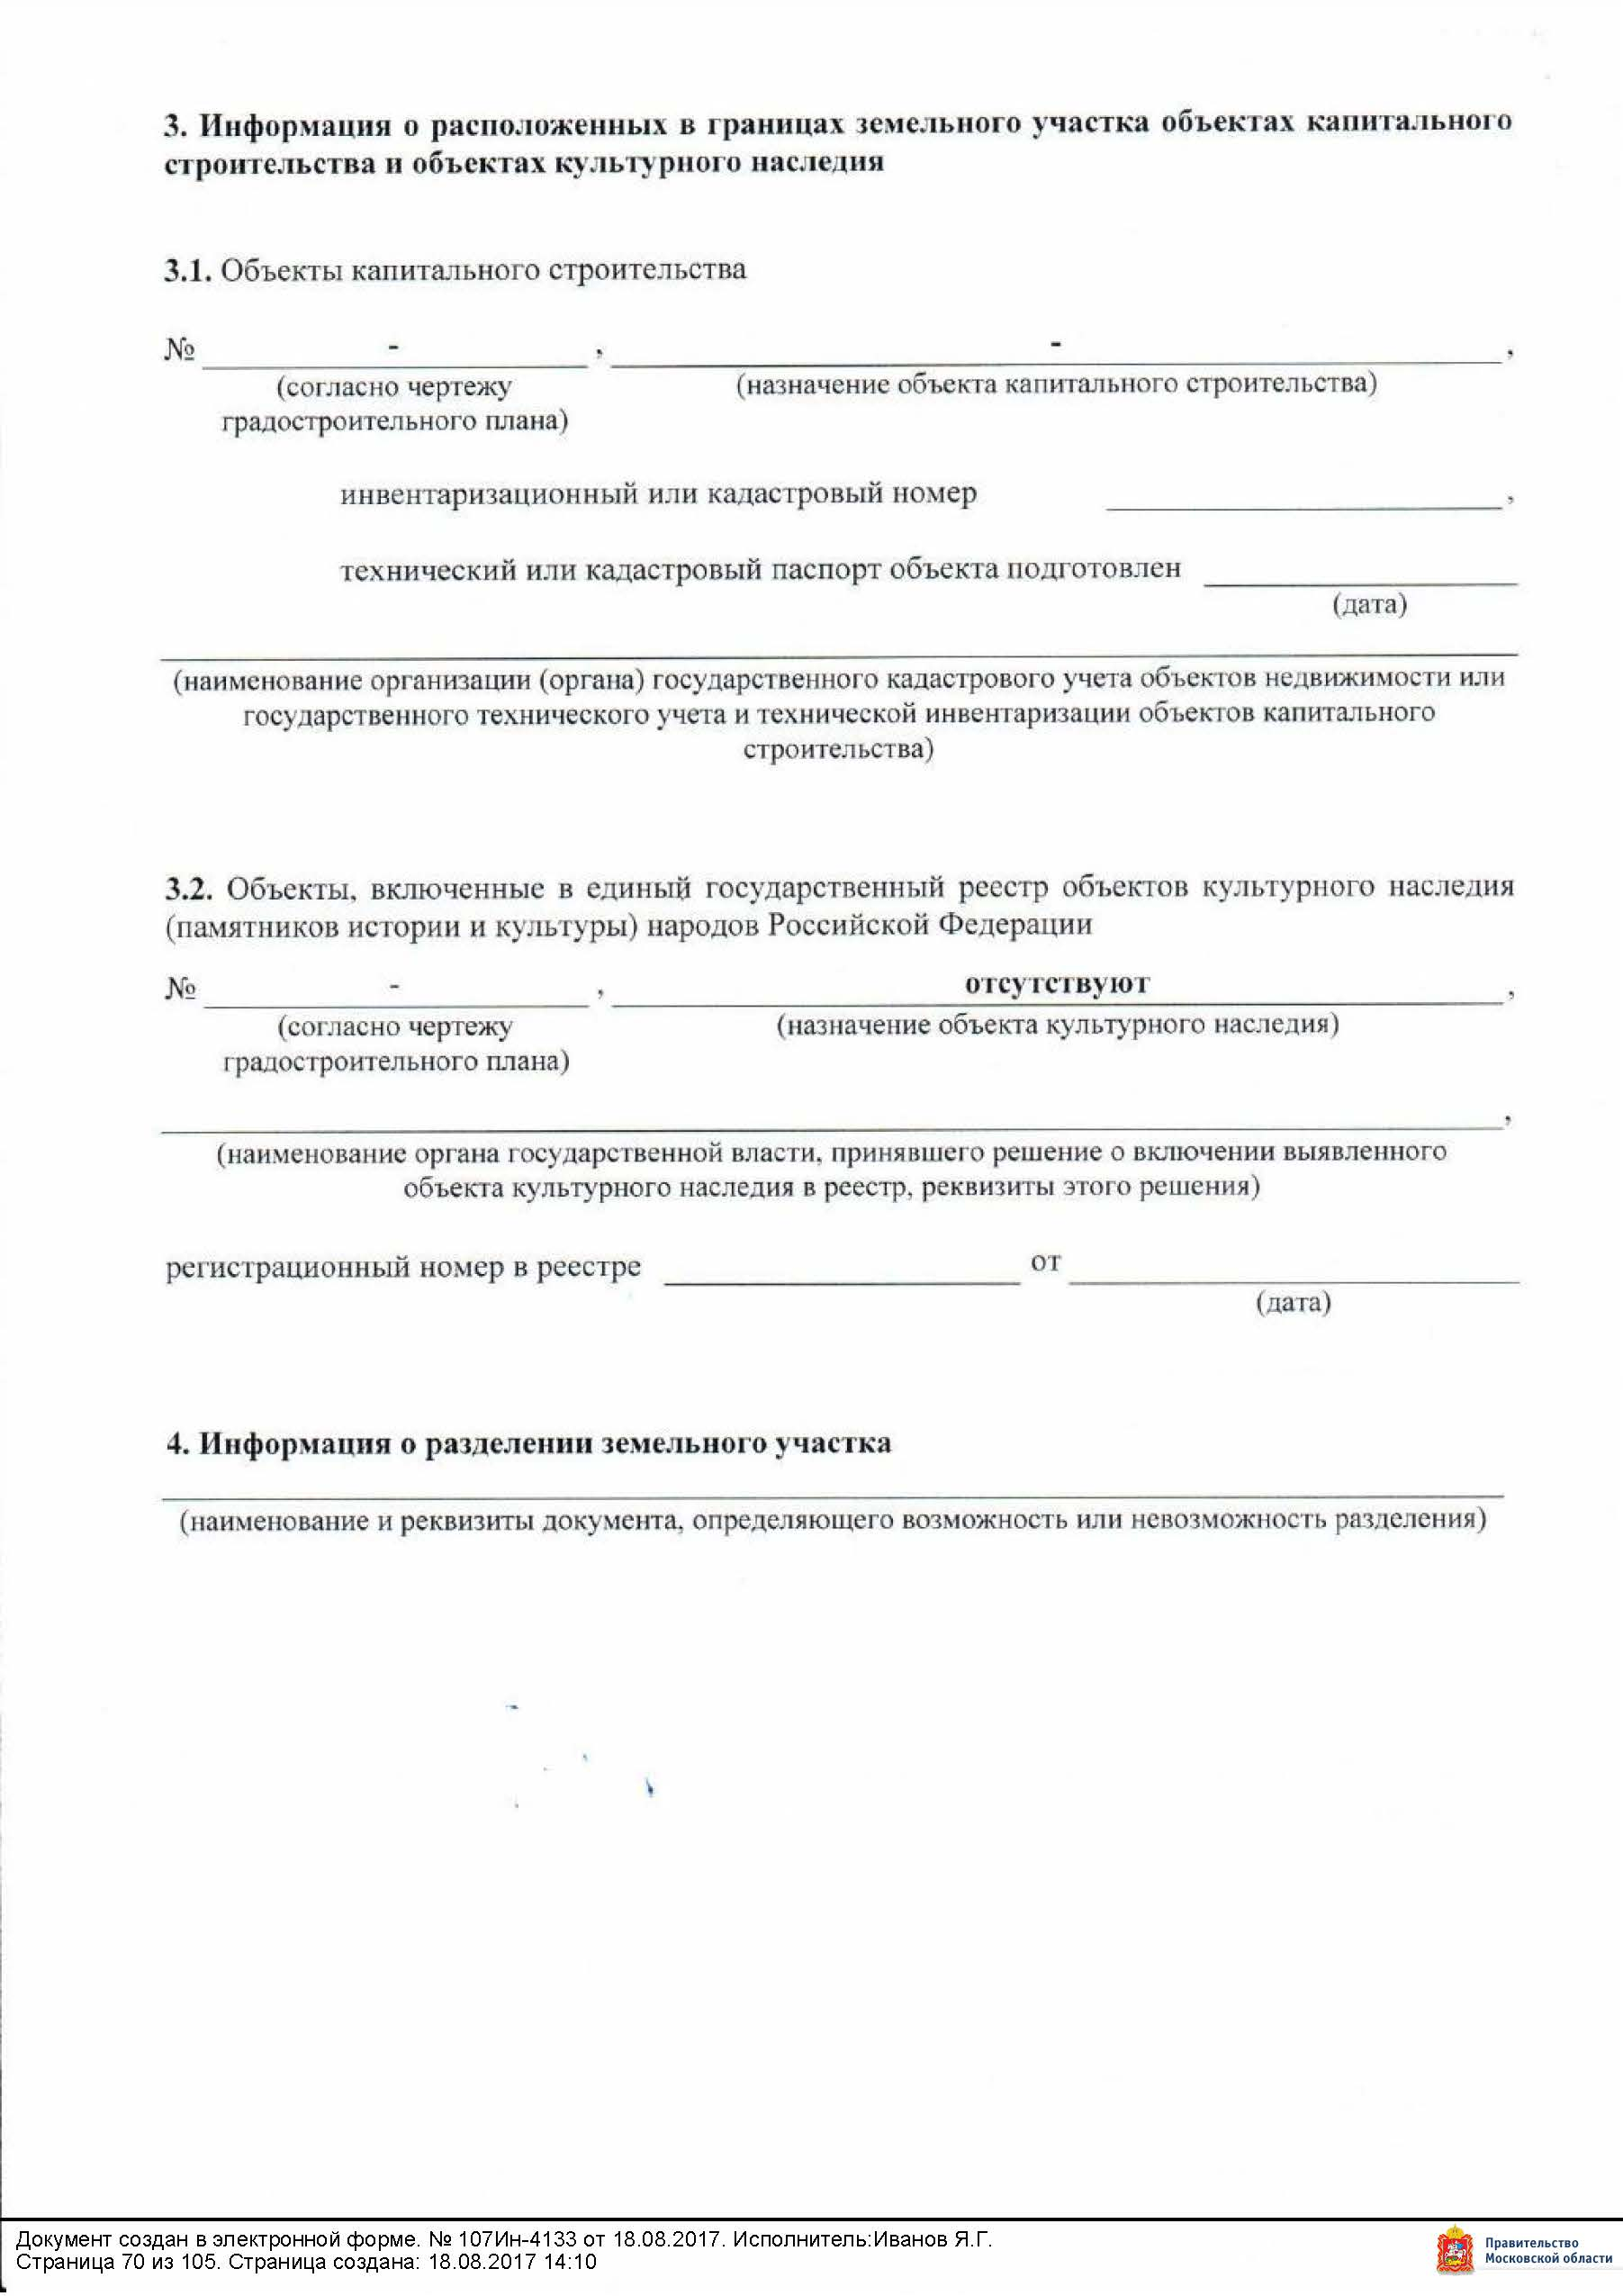 3. Информация о расположенных в границах земельного участка объектах капитального
строительства и объектах культурного наследия
3.1. Объекты капитального строительства
№ - , - ,
(согласно чертежу
градостроительного плана)
(назначение объекта капитального строительства)
инвентаризационный или кадастровый номер ,
технический или кадастровый паспорт объекта подготовлен
(дата)
(наименование организации (органа) государственного кадастрового учета объектов недвижимости или
государственного технического учета и технической инвентаризации объектов капитального
строительства)
3.2. Объекты, включенные в единый государственный реестр объектов культурного наследия
(памятников истории и культуры) народов Российской Федерации
№ - , отсутствуют ,
(согласно чертежу
градостроительного плана)
(назначение объекта культурного наследия)
,
(наименование органа государственной власти, принявшего решение о включении выявленного
объекта культурного наследия в реестр, реквизиты этого решения)
регистрационный номер в реестре от
(дата)
4. Информация о разделении земельного участка
(наименование и реквизиты документа, определяющего возможность или невозможность разделения)
Документ создан в электронной форме. № 107Ин-4133 от 18.08.2017. Исполнитель:Иванов Я.Г.
Страница 70 из 105. Страница создана: 18.08.2017 14:10
Правительство
Московской области